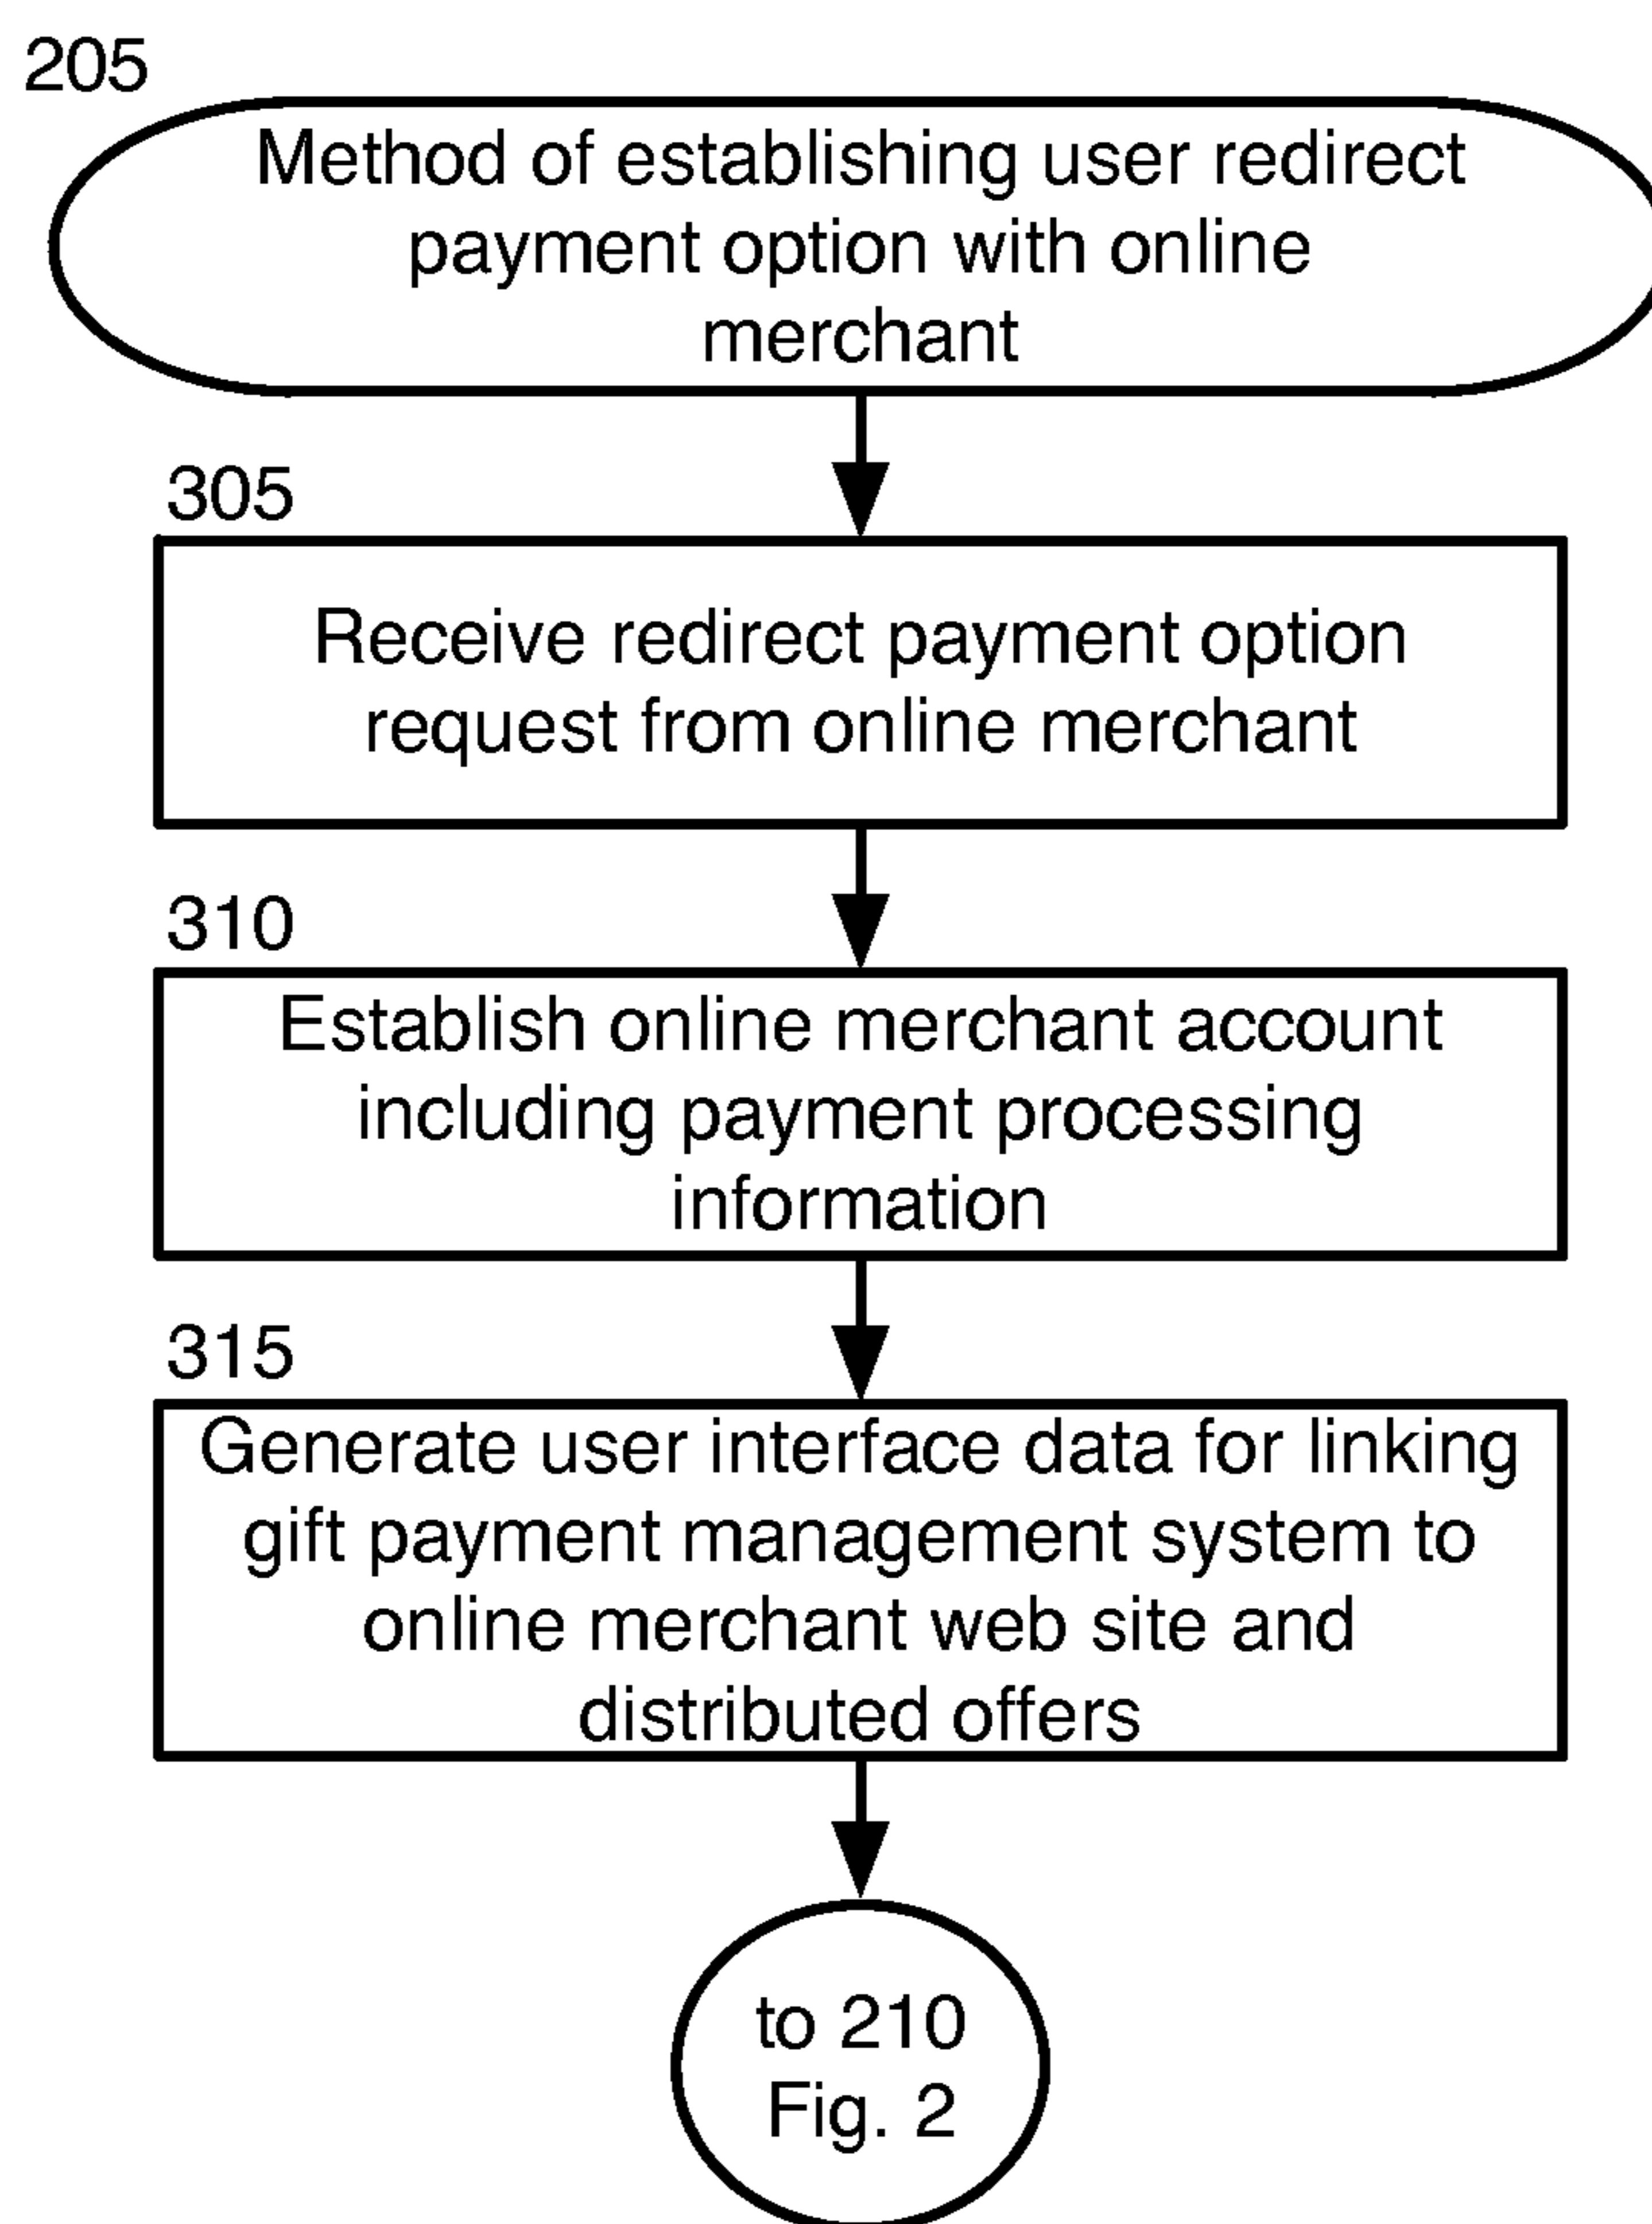 205
Method of establishing user redirect
payment option with online
merchant
305
Receive redirect payment option
request from online merchant
310
Establish online merchant account
including payment processing
information
315
Generate user interface data for linking
gift payment management system to
online merchant web site and
distributed offers
to 210
Fig. 2